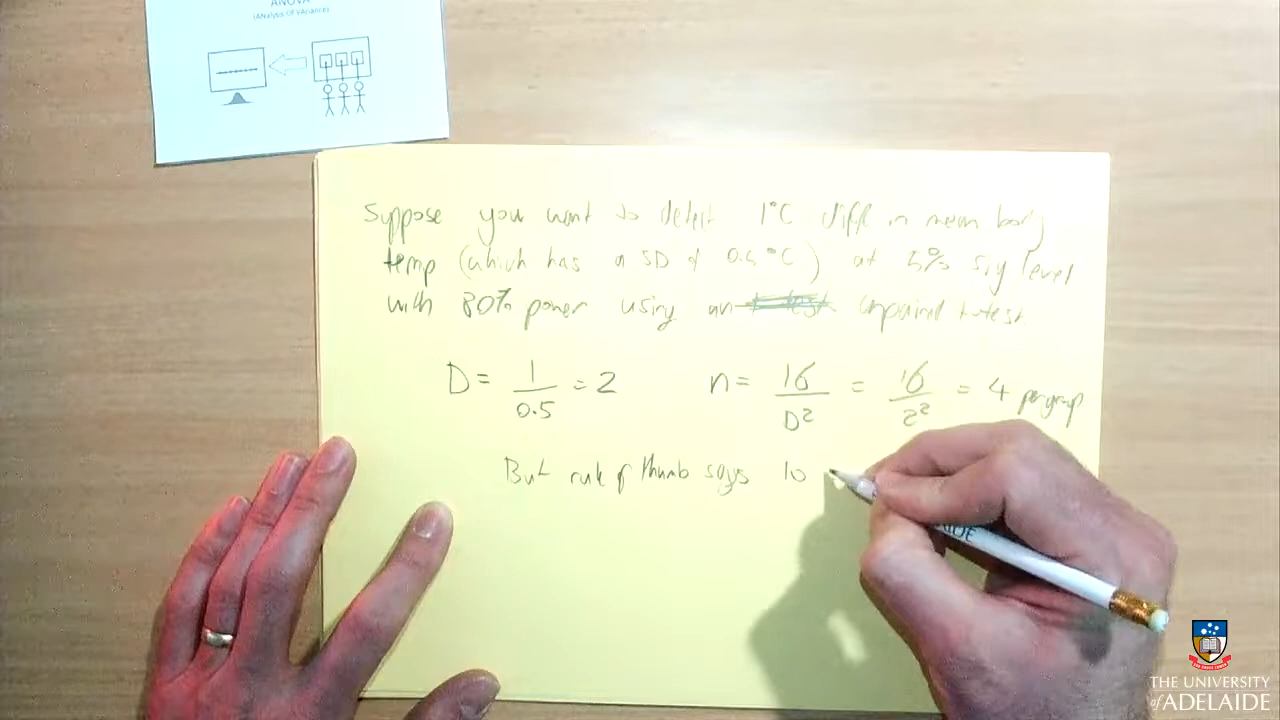 ANOVA
(ANalysis Of VAriance)
Suppose you want to detect 1°C diff in mean body
temp (which has a SD of 0.5°C) at 5% sig level
with 80% power using an unpaired t-test.
D = 1/0.5 = 2 n = 16/D² = 16/2² = 4 per group
But rule of thumb says 10
THE UNIVERSITY
of ADELAIDE